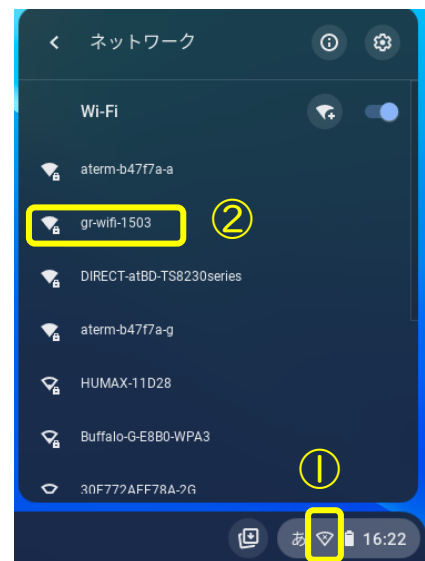 ネットワーク
Wi-Fi
aterm-b47f7a-a
gr-wifi-1503
②
DIRECT-atBD-TS8230series
aterm-b47f7a-g
HUMAX-11D28
Buffalo-G-E8B0-WPA3
30F772AFF78A-2G
①
あ
16:22